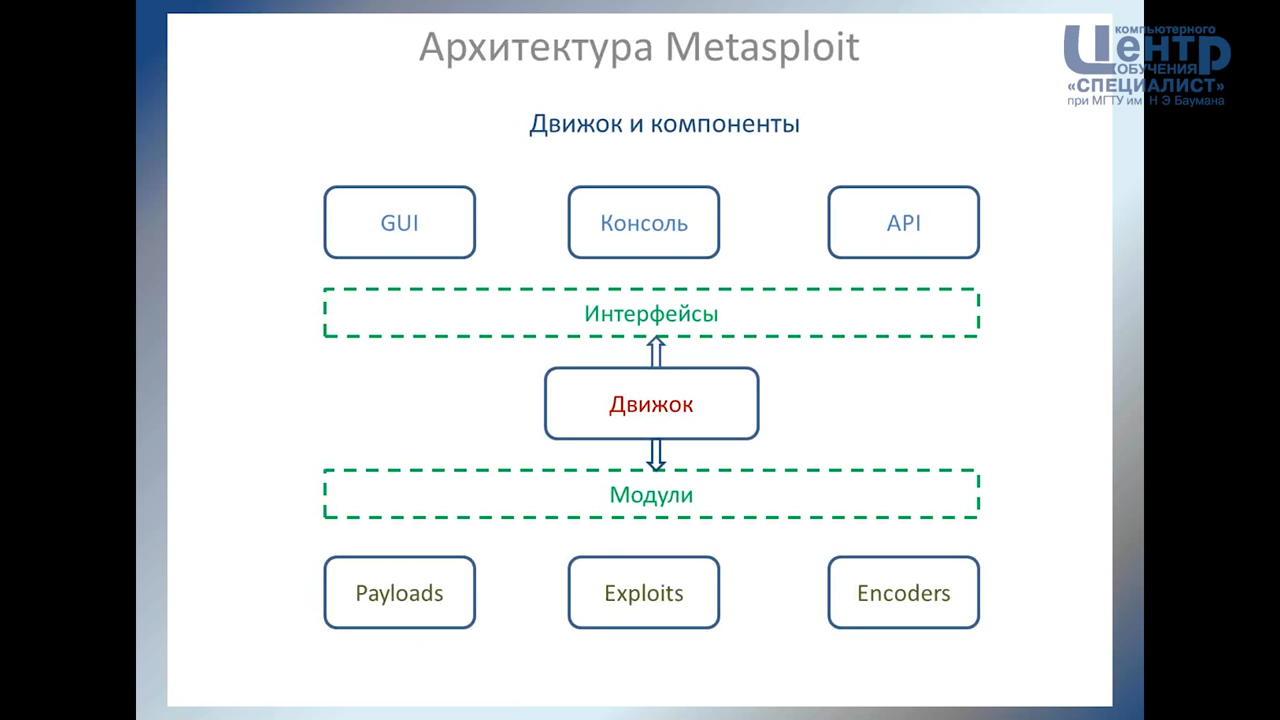 Архитектура Metasploit
компьютерного
Центр
ОБУЧЕНИЯ
«СПЕЦИАЛИСТ»
при МГТУ им Н Э Баумана
Движок и компоненты
GUI
Консоль
API
Интерфейсы
Движок
Модули
Payloads
Exploits
Encoders